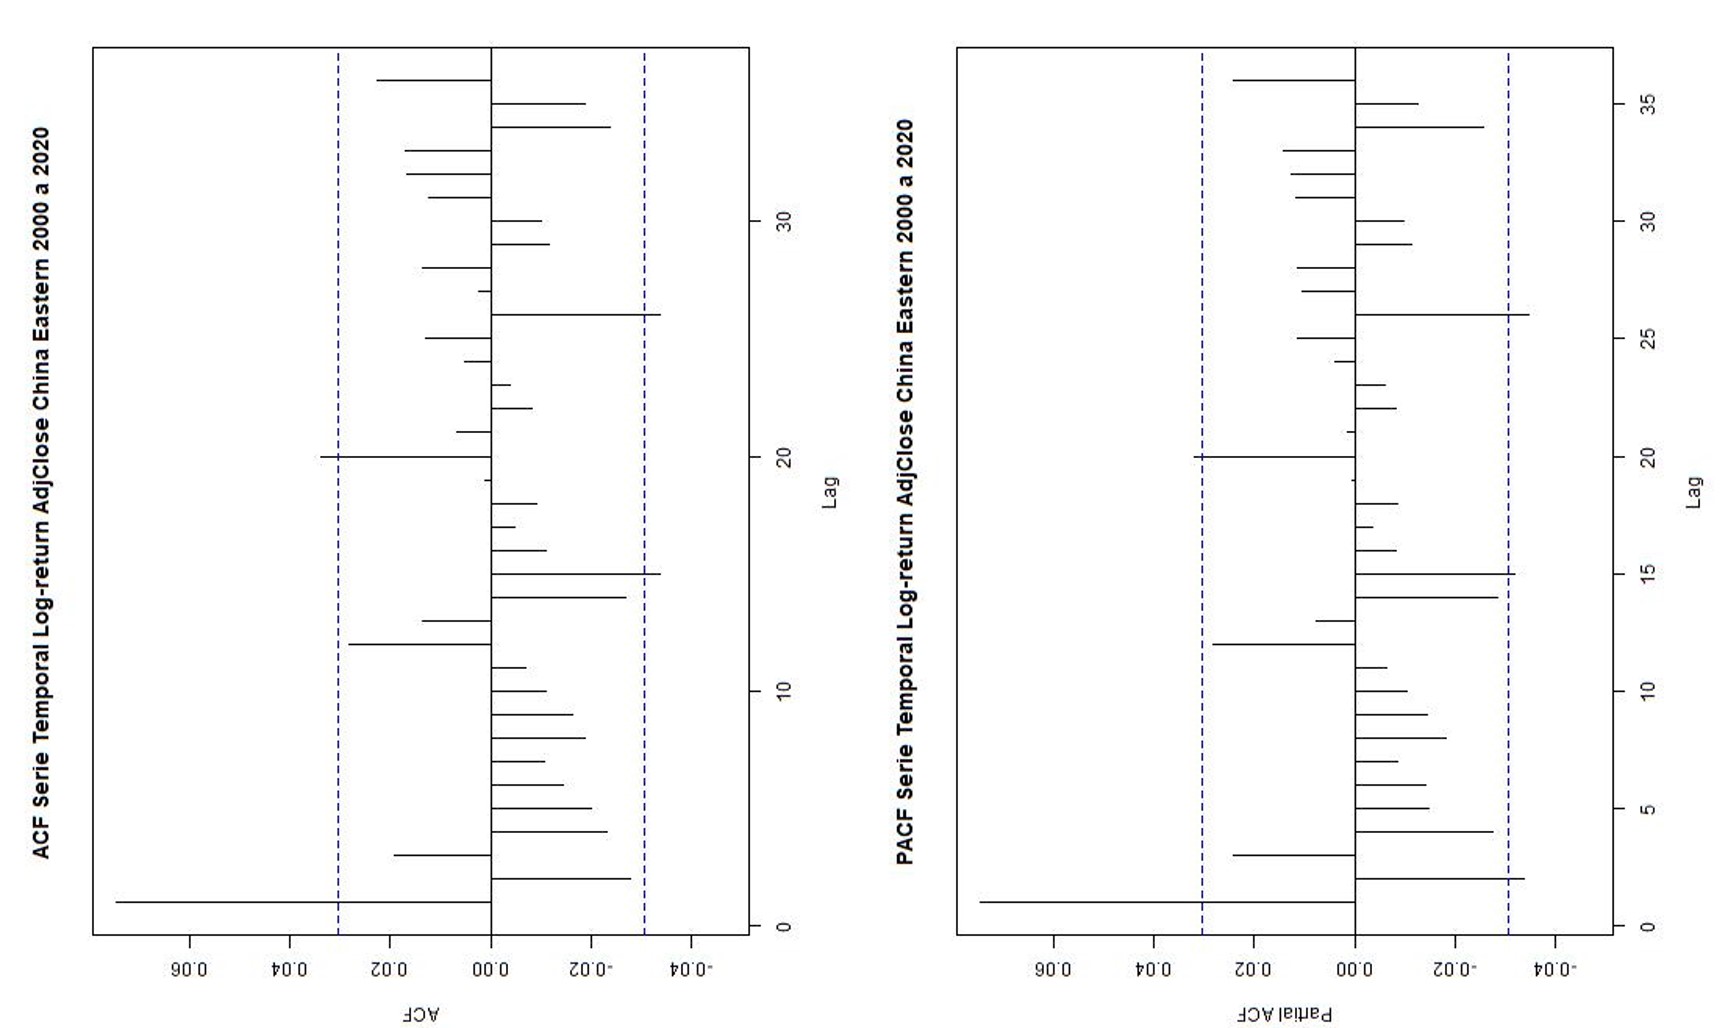 ACF Serie Temporal Log-return AdjClose China Eastern 2000 a 2020
ACF
0.06
0.04
0.02
0.00
-0.02
-0.04
0 10 20 30
Lag
PACF Serie Temporal Log-return AdjClose China Eastern 2000 a 2020
Partial ACF
0.06
0.04
0.02
0.00
-0.02
-0.04
0 5 10 15 20 25 30 35
Lag